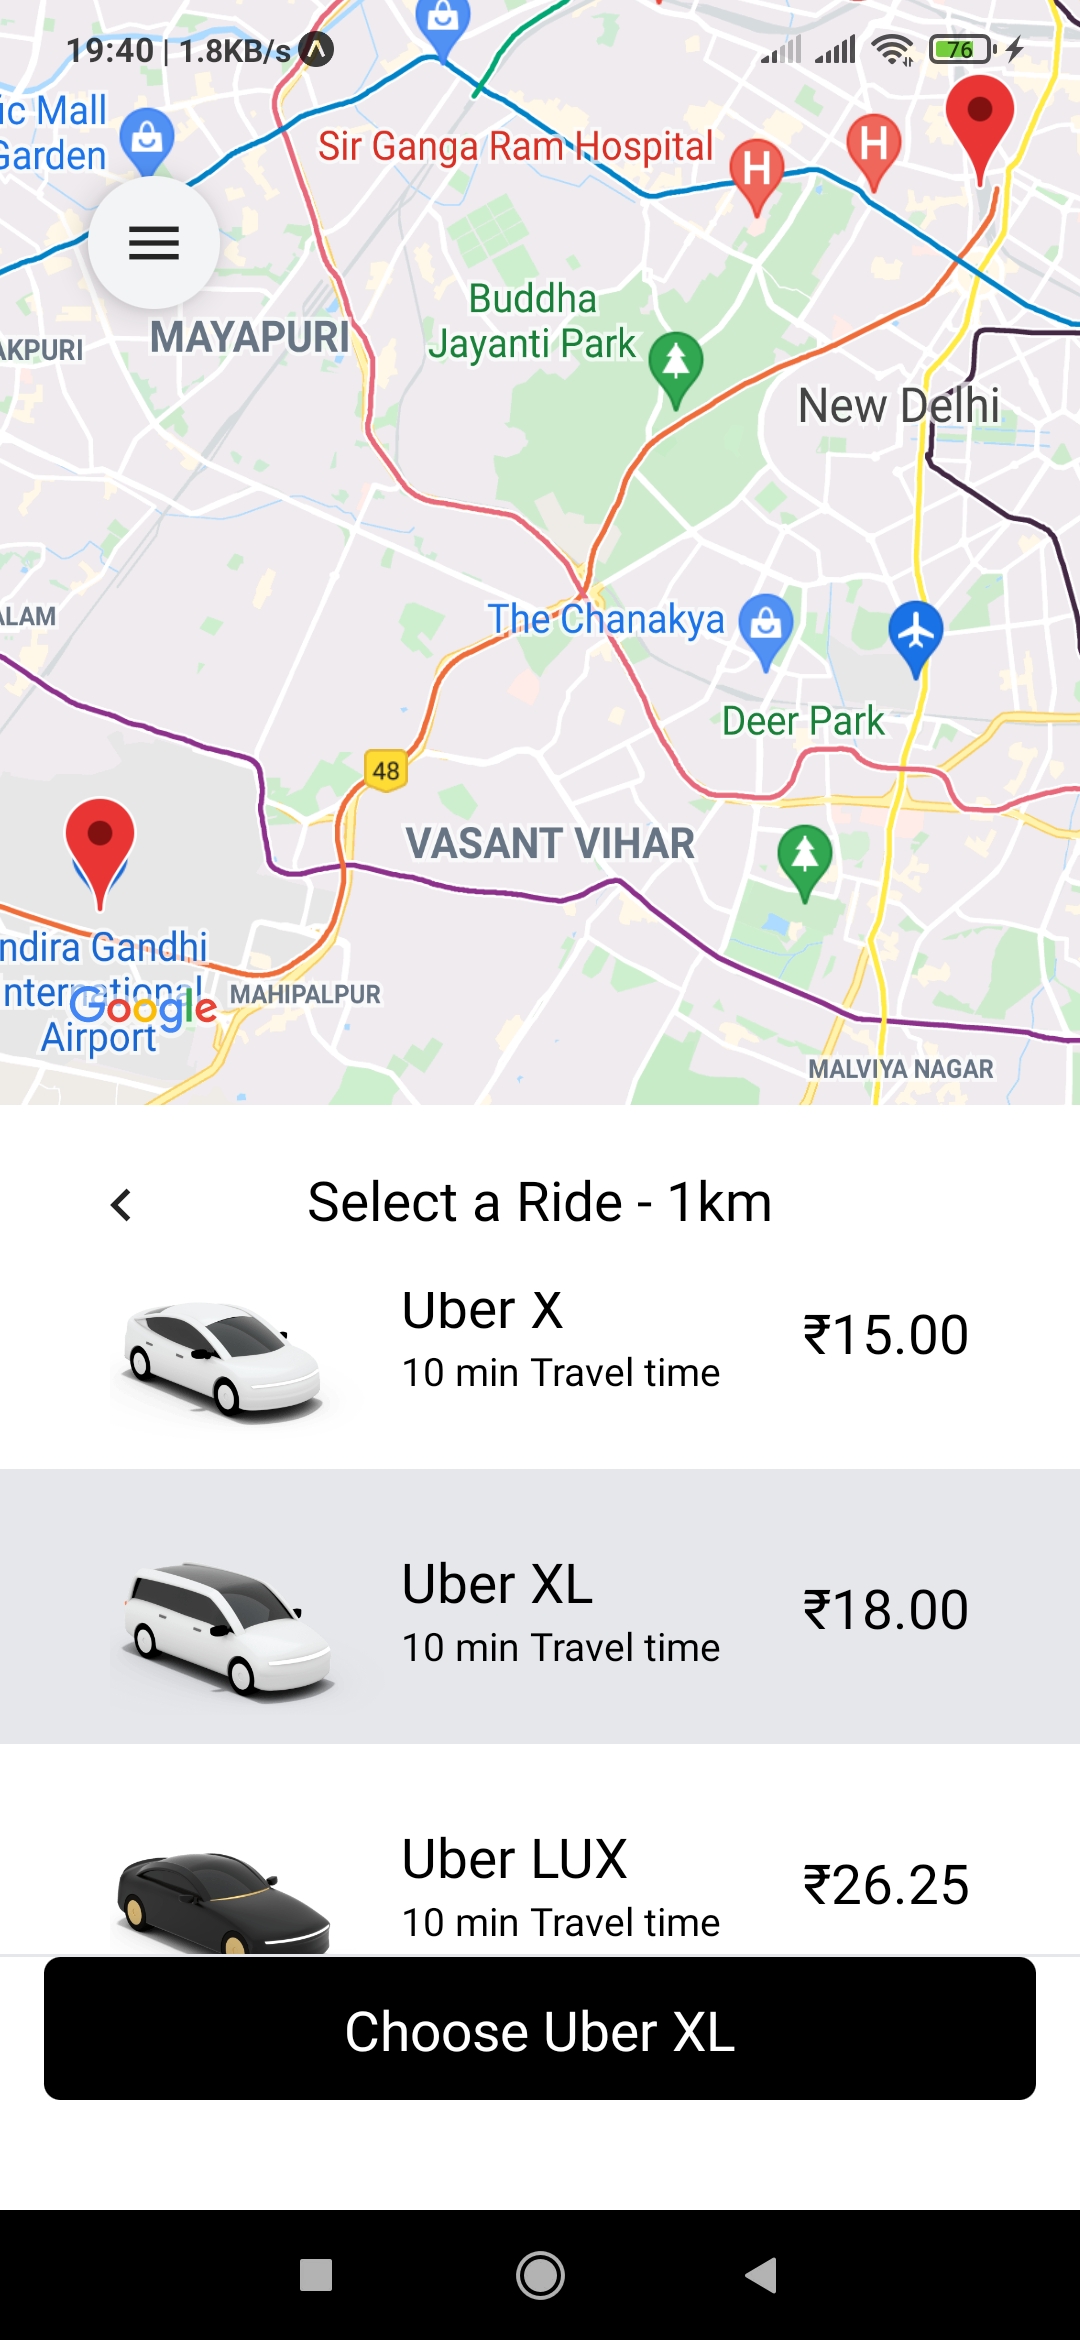 19:40 | 1.8KB/s
76
ic Mall
Garden
Sir Ganga Ram Hospital
H
H
Buddha
Jayanti Park
MAYAPURI
AKPURI
New Delhi
ALAM
The Chanakya
Deer Park
48
VASANT VIHAR
ndira Gandhi
nternational
Airport
Google
MAHIPALPUR
MALVIYA NAGAR
Select a Ride - 1km
Uber X
10 min Travel time
₹15.00
Uber XL
10 min Travel time
₹18.00
Uber LUX
10 min Travel time
₹26.25
Choose Uber XL